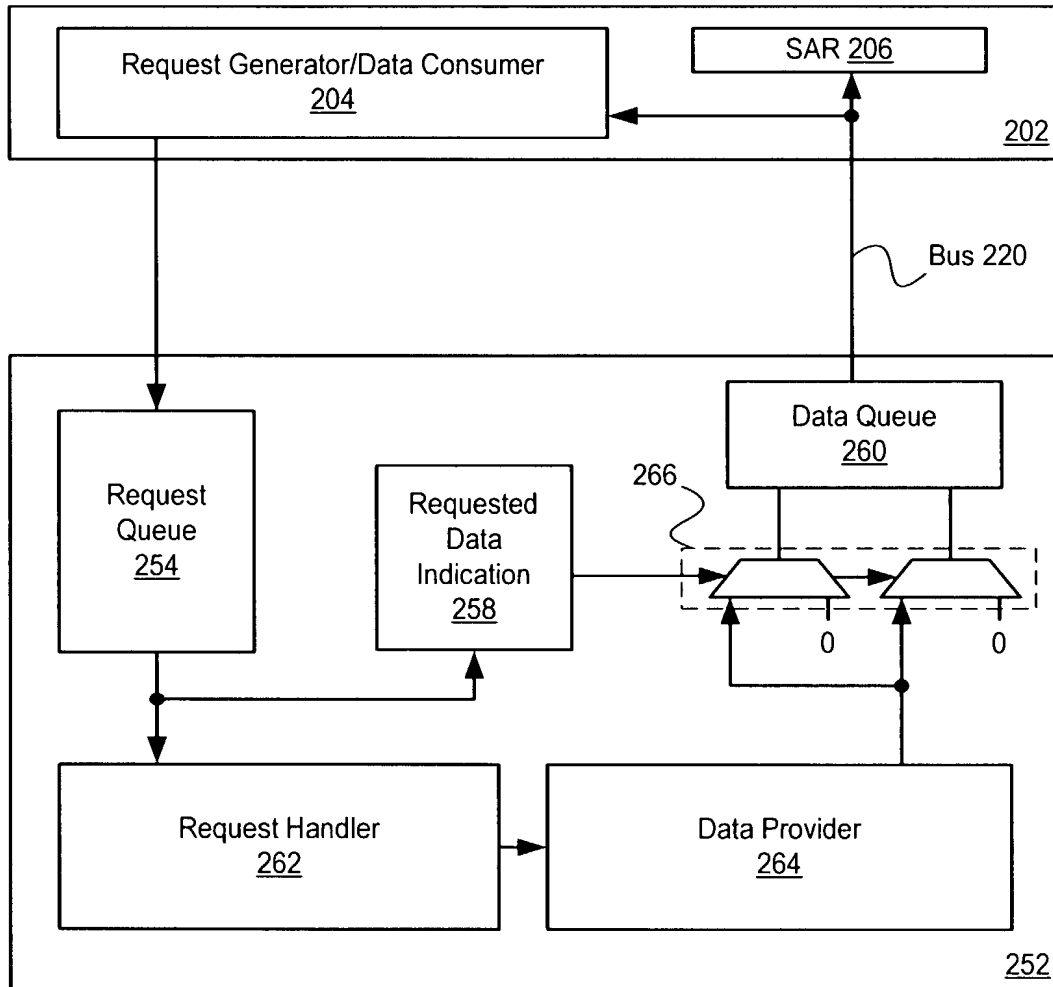 Request Generator/Data Consumer
204
SAR 206
202
Bus 220
Data Queue
260
266
Request
Queue
254
Requested
Data
Indication
258
0
0
Request Handler
262
Data Provider
264
252